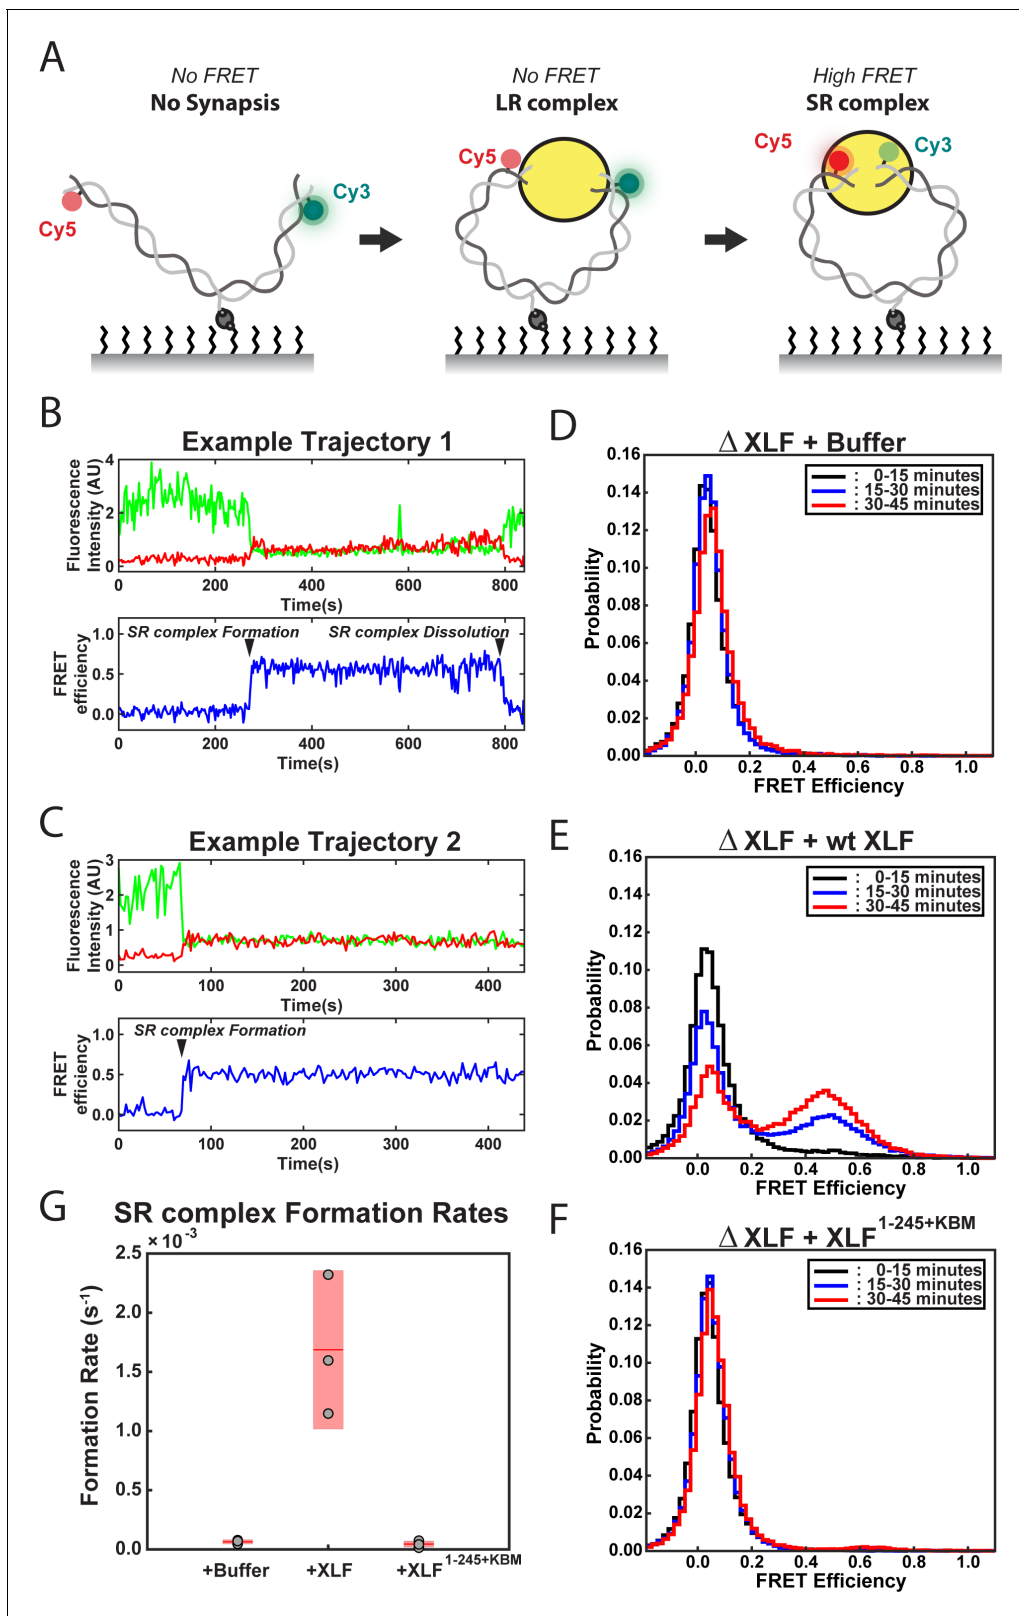 A
No FRET
No Synapsis
No FRET
LR complex
High FRET
SR complex
Cy5
Cy3
Cy5
Cy5
Cy3
B
Example Trajectory 1
Fluorescence
Intensity (AU)
4
2
0
0 200 400 600 800
Time(s)
FRET
efficiency
1.0
0.5
0.0
SR complex Formation
SR complex Dissolution
0 200 400 600 800
Time(s)
C
Example Trajectory 2
Fluorescence
Intensity (AU)
3
2
1
0
100 200 300 400
Time(s)
FRET
efficiency
1.0
0.5
0.0
SR complex Formation
0 100 200 300 400
Time(s)
D
Δ XLF + Buffer
Probability
0.16
0.14
0.12
0.10
0.08
0.06
0.04
0.02
0.00
: 0-15 minutes
: 15-30 minutes
: 30-45 minutes
0.0 0.2 0.4 0.6 0.8 1.0
FRET Efficiency
E
Δ XLF + wt XLF
Probability
0.16
0.14
0.12
0.10
0.08
0.06
0.04
0.02
0.00
: 0-15 minutes
: 15-30 minutes
: 30-45 minutes
0.0 0.2 0.4 0.6 0.8 1.0
FRET Efficiency
F
Δ XLF + XLF1-245+KBM
Probability
0.16
0.14
0.12
0.10
0.08
0.06
0.04
0.02
0.00
: 0-15 minutes
: 15-30 minutes
: 30-45 minutes
0.0 0.2 0.4 0.6 0.8 1.0
FRET Efficiency
G
SR complex Formation Rates
× 10-3
Formation Rate (s-1)
2.5
2.0
1.5
1.0
0.5
0.0
+Buffer +XLF +XLF1-245+KBM